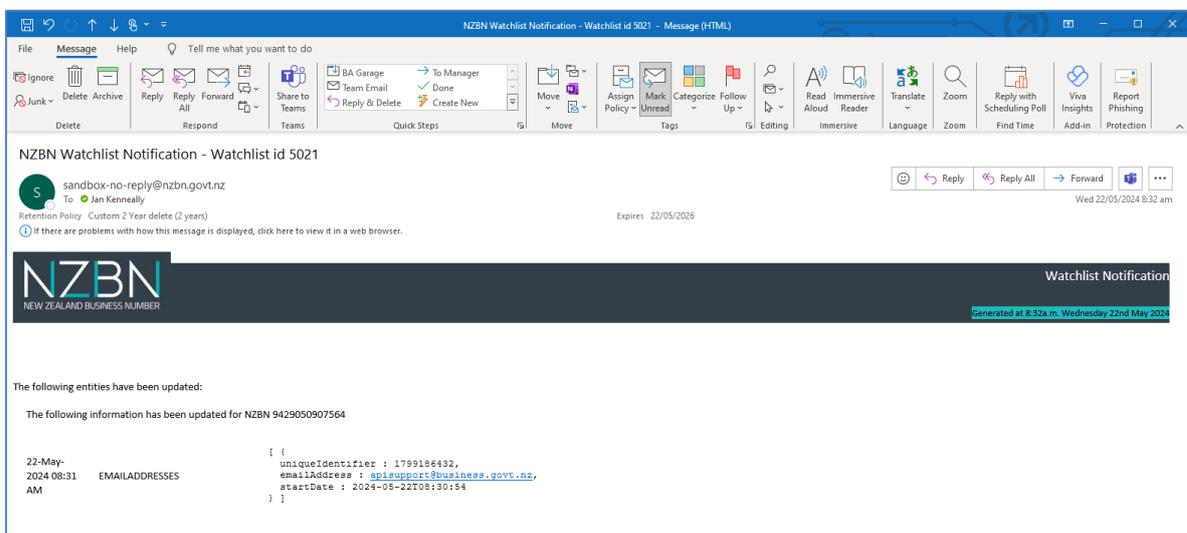 NZBN Watchlist Notification - Watchlist id 5021 - Message (HTML)
File Message Help Tell me what you want to do
Ignore
Junk
Delete
Archive
Reply
Reply All
Forward
Share to Teams
BA Garage
Team Email
Reply & Delete
To Manager
Done
Create New
Move
Assign Policy
Mark Unread
Categorize
Follow Up
Read Aloud
Immersive Reader
Translate
Zoom
Reply with Scheduling Poll
Viva Insights
Report Phishing
Delete Respond Teams Quick Steps Move Tags Editing Immersive Language Zoom Find Time Add-in Protection
NZBN Watchlist Notification - Watchlist id 5021
S
sandbox-no-reply@nzbn.govt.nz
To Jan Kenneally
Reply Reply All Forward
Wed 22/05/2024 8:32 am
Retention Policy Custom 2 Year delete (2 years) Expires 22/05/2026
If there are problems with how this message is displayed, click here to view it in a web browser.
NZBN
NEW ZEALAND BUSINESS NUMBER
Watchlist Notification
Generated at 8:32a.m. Wednesday 22nd May 2024
The following entities have been updated:
The following information has been updated for NZBN 9429050907564
22-May-
2024 08:31
AM
EMAILADDRESSES
[ {
uniqueIdentifier : 1799186432,
emailAddress : apisupport@business.govt.nz,
startDate : 2024-05-22T08:30:54
} ]